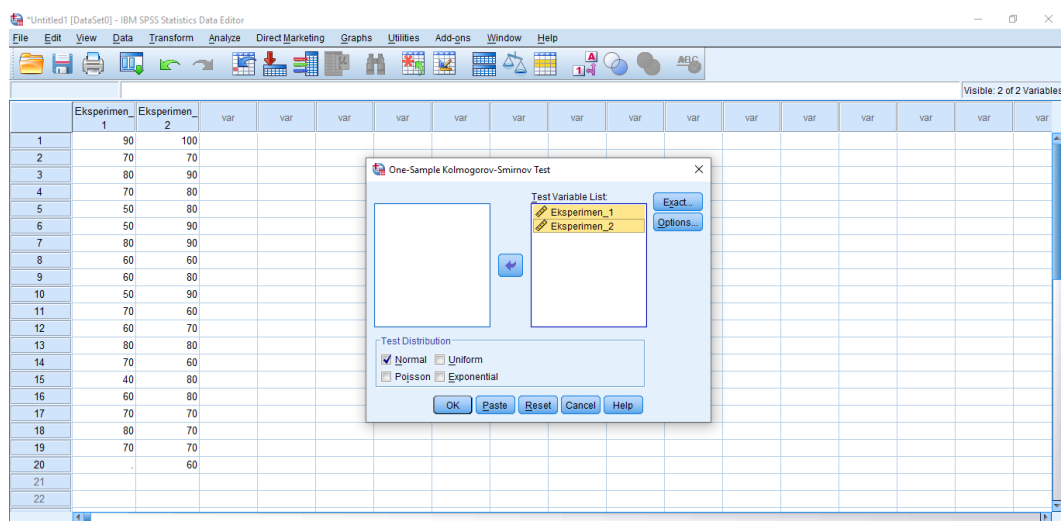 *Untitled1 [DataSet0] - IBM SPSS Statistics Data Editor
File Edit View Data Transform Analyze Direct Marketing Graphs Utilities Add-ons Window Help
Visible: 2 of 2 Variables
Eksperimen_1 Eksperimen_2 var var var var var var var var var var var var var var var
1 90 100
2 70 70
3 80 90
4 70 80
5 50 80
6 50 90
7 80 90
8 60 60
9 60 80
10 50 90
11 70 60
12 60 70
13 80 80
14 70 60
15 40 80
16 60 80
17 70 70
18 80 70
19 70 70
20 . 60
21
22
One-Sample Kolmogorov-Smirnov Test
Test Variable List:
Eksperimen_1
Eksperimen_2
Exact...
Options...
Test Distribution
Normal Uniform
Poisson Exponential
OK Paste Reset Cancel Help